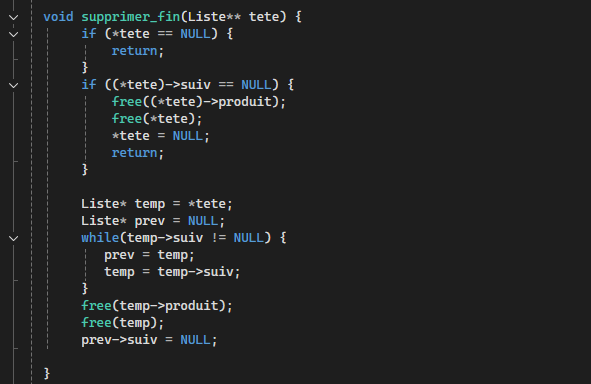 void supprimer_fin(Liste** tete) {
if (*tete == NULL) {
return;
}
if ((*tete)->suiv == NULL) {
free((*tete)->produit);
free(*tete);
*tete = NULL;
return;
}
Liste* temp = *tete;
Liste* prev = NULL;
while(temp->suiv != NULL) {
prev = temp;
temp = temp->suiv;
}
free(temp->produit);
free(temp);
prev->suiv = NULL;
}